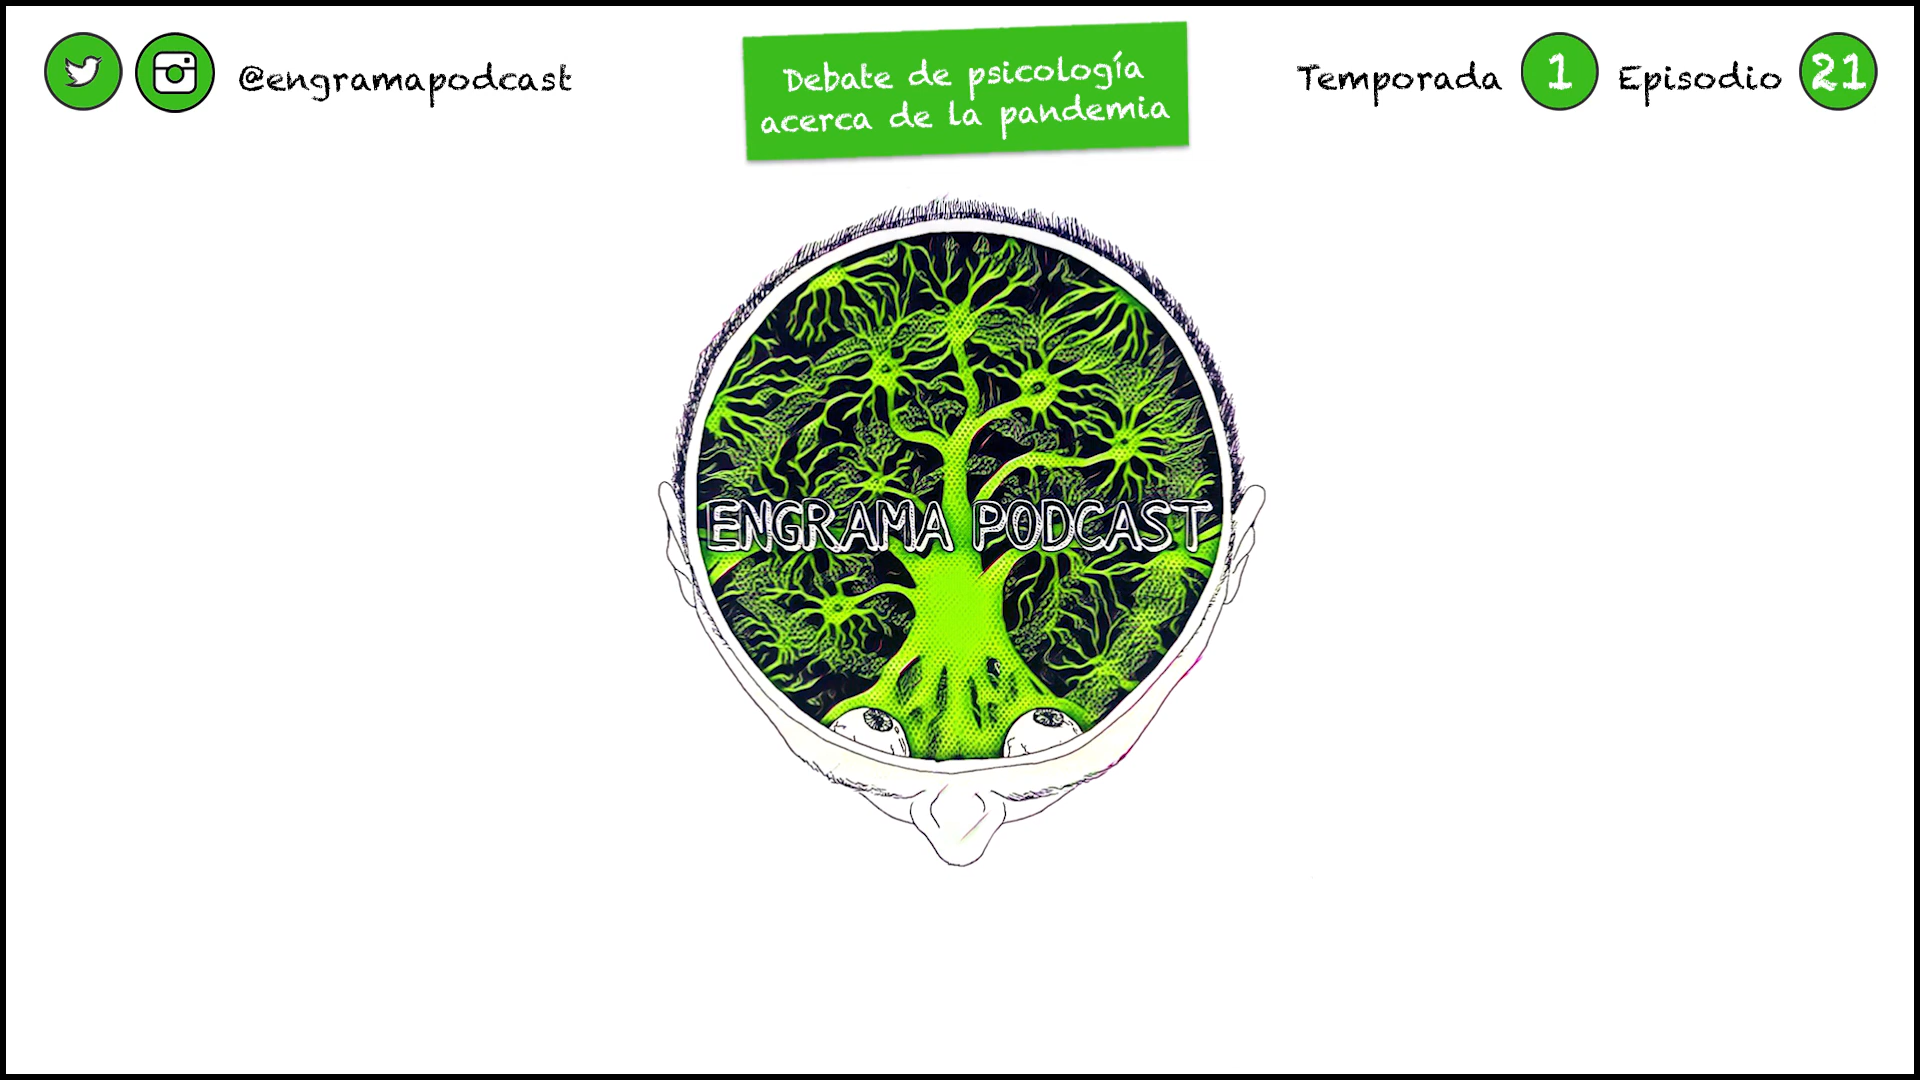 @engramapodcast
Debate de psicología
acerca de la pandemia
Temporada 1 Episodio 21
ENGRAMA PODCAST